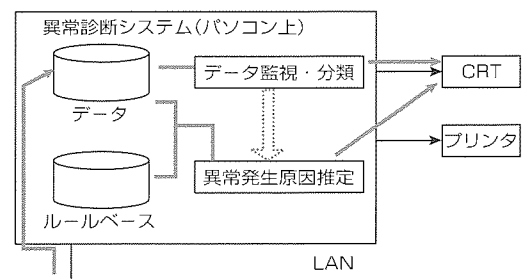 異常診断システム(パソコン上)
データ
データ監視・分類
CRT
プリンタ
ルールベース
異常発生原因推定
LAN